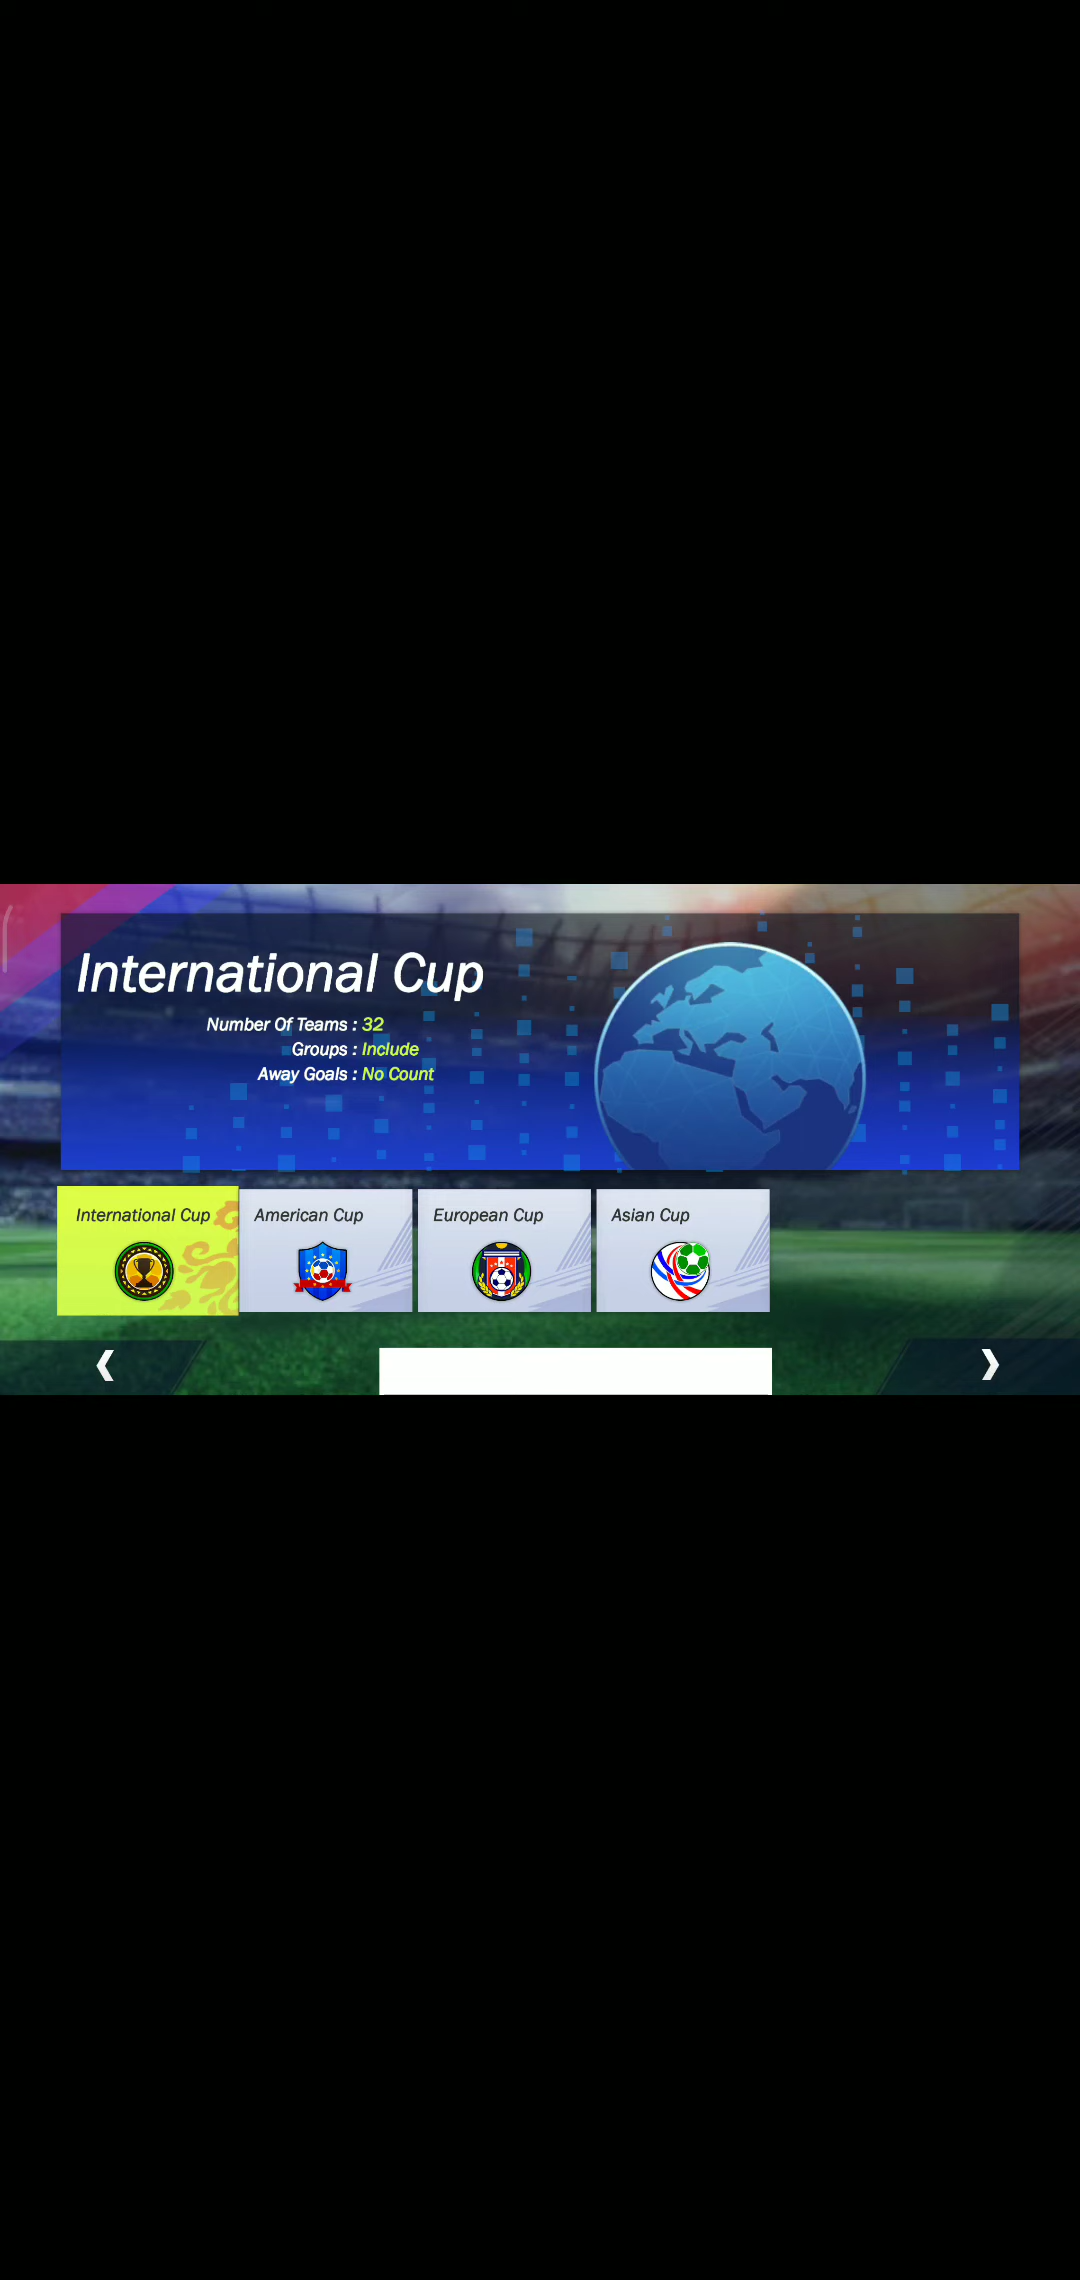 International Cup
Number Of Teams : 32
Groups : Include
Away Goals : No Count
International Cup
American Cup
European Cup
Asian Cup